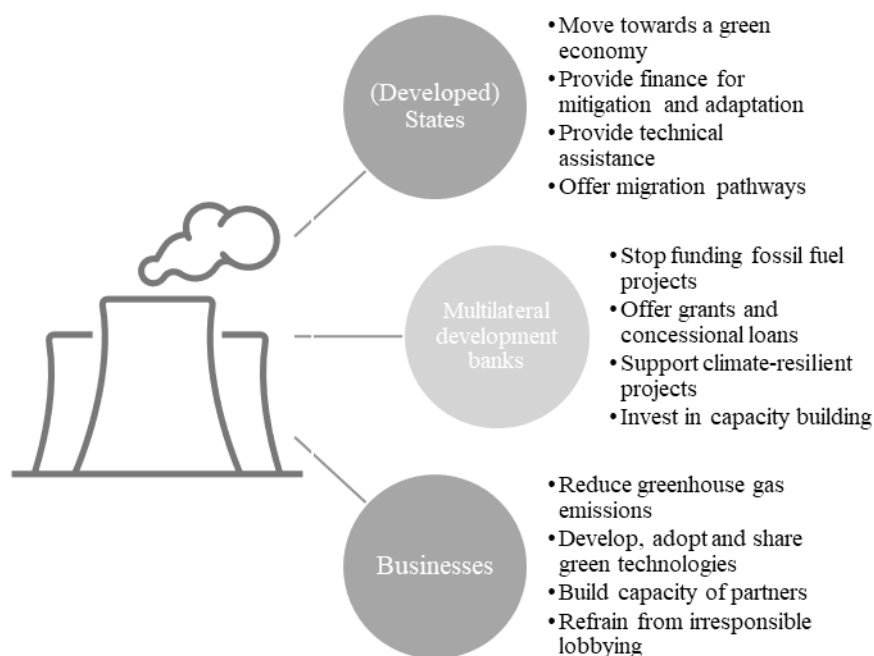 (Developed)
States
• Move towards a green
economy
• Provide finance for
mitigation and adaptation
• Provide technical
assistance
• Offer migration pathways
Multilateral
development
banks
• Stop funding fossil fuel
projects
• Offer grants and
concessional loans
• Support climate-resilient
projects
• Invest in capacity building
Businesses
• Reduce greenhouse gas
emissions
• Develop, adopt and share
green technologies
• Build capacity of partners
• Refrain from irresponsible
lobbying